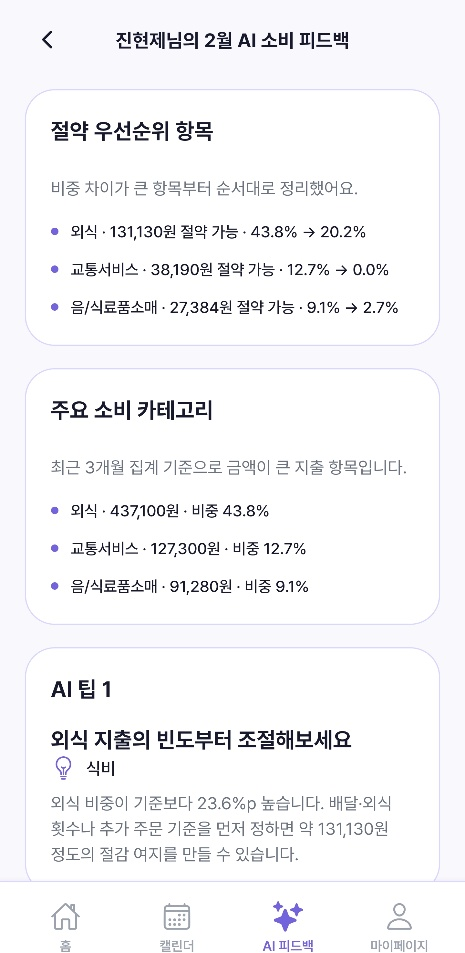 진현제님의 2월 AI 소비 피드백
절약 우선순위 항목
비중 차이가 큰 항목부터 순서대로 정리했어요.
외식 · 131,130원 절약 가능 · 43.8% → 20.2%
교통서비스 · 38,190원 절약 가능 · 12.7% → 0.0%
음/식료품소매 · 27,384원 절약 가능 · 9.1% → 2.7%
주요 소비 카테고리
최근 3개월 집계 기준으로 금액이 큰 지출 항목입니다.
외식 · 437,100원 · 비중 43.8%
교통서비스 · 127,300원 · 비중 12.7%
음/식료품소매 · 91,280원 · 비중 9.1%
AI 팁 1
외식 지출의 빈도부터 조절해보세요
식비
외식 비중이 기준보다 23.6%p 높습니다. 배달·외식
횟수나 추가 주문 기준을 먼저 정하면 약 131,130원
정도의 절감 여지를 만들 수 있습니다.
홈 캘린더 AI 피드백 마이페이지